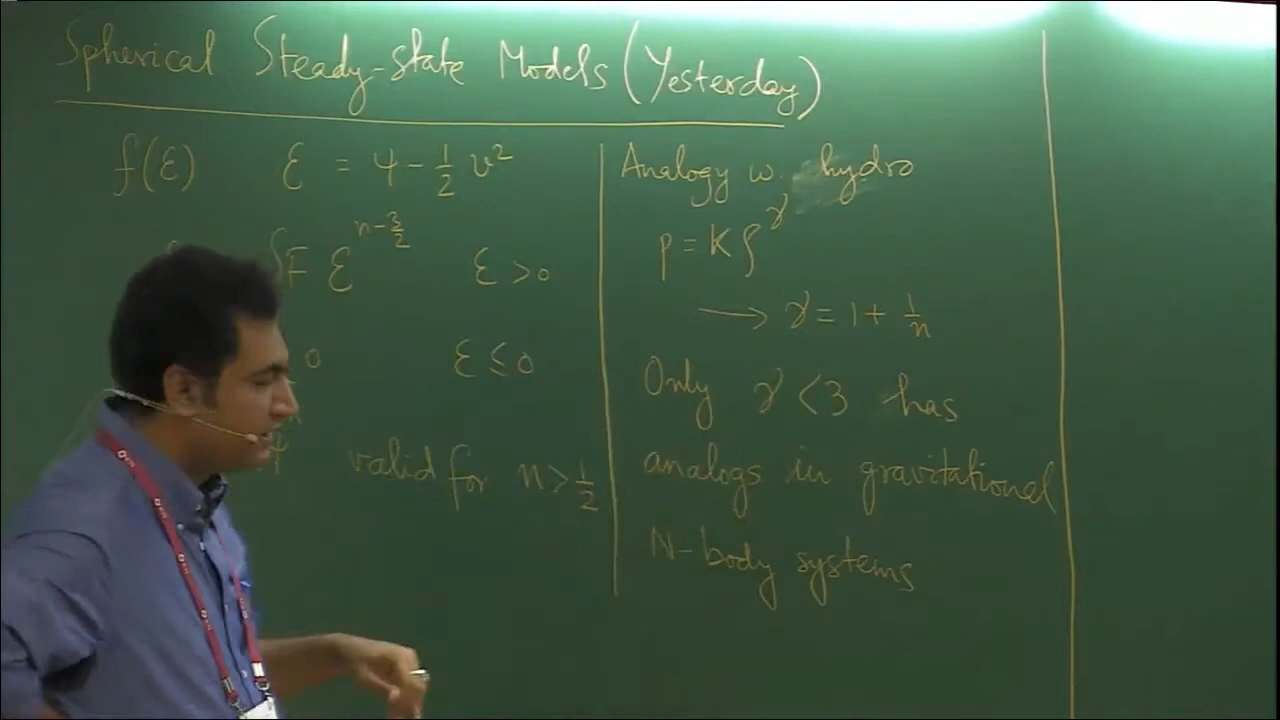 Spherical Steady-state Models (Yesterday)
f(ε) ε = ψ - 1/2 v²
F ε^(n-3/2) ε > 0
0 ε ≤ 0
valid for n > 1/2
Analogy w. hydro
p = Kρ^γ
→ γ = 1 + 1/n
Only γ < 3 has
analogs in gravitational
N-body systems